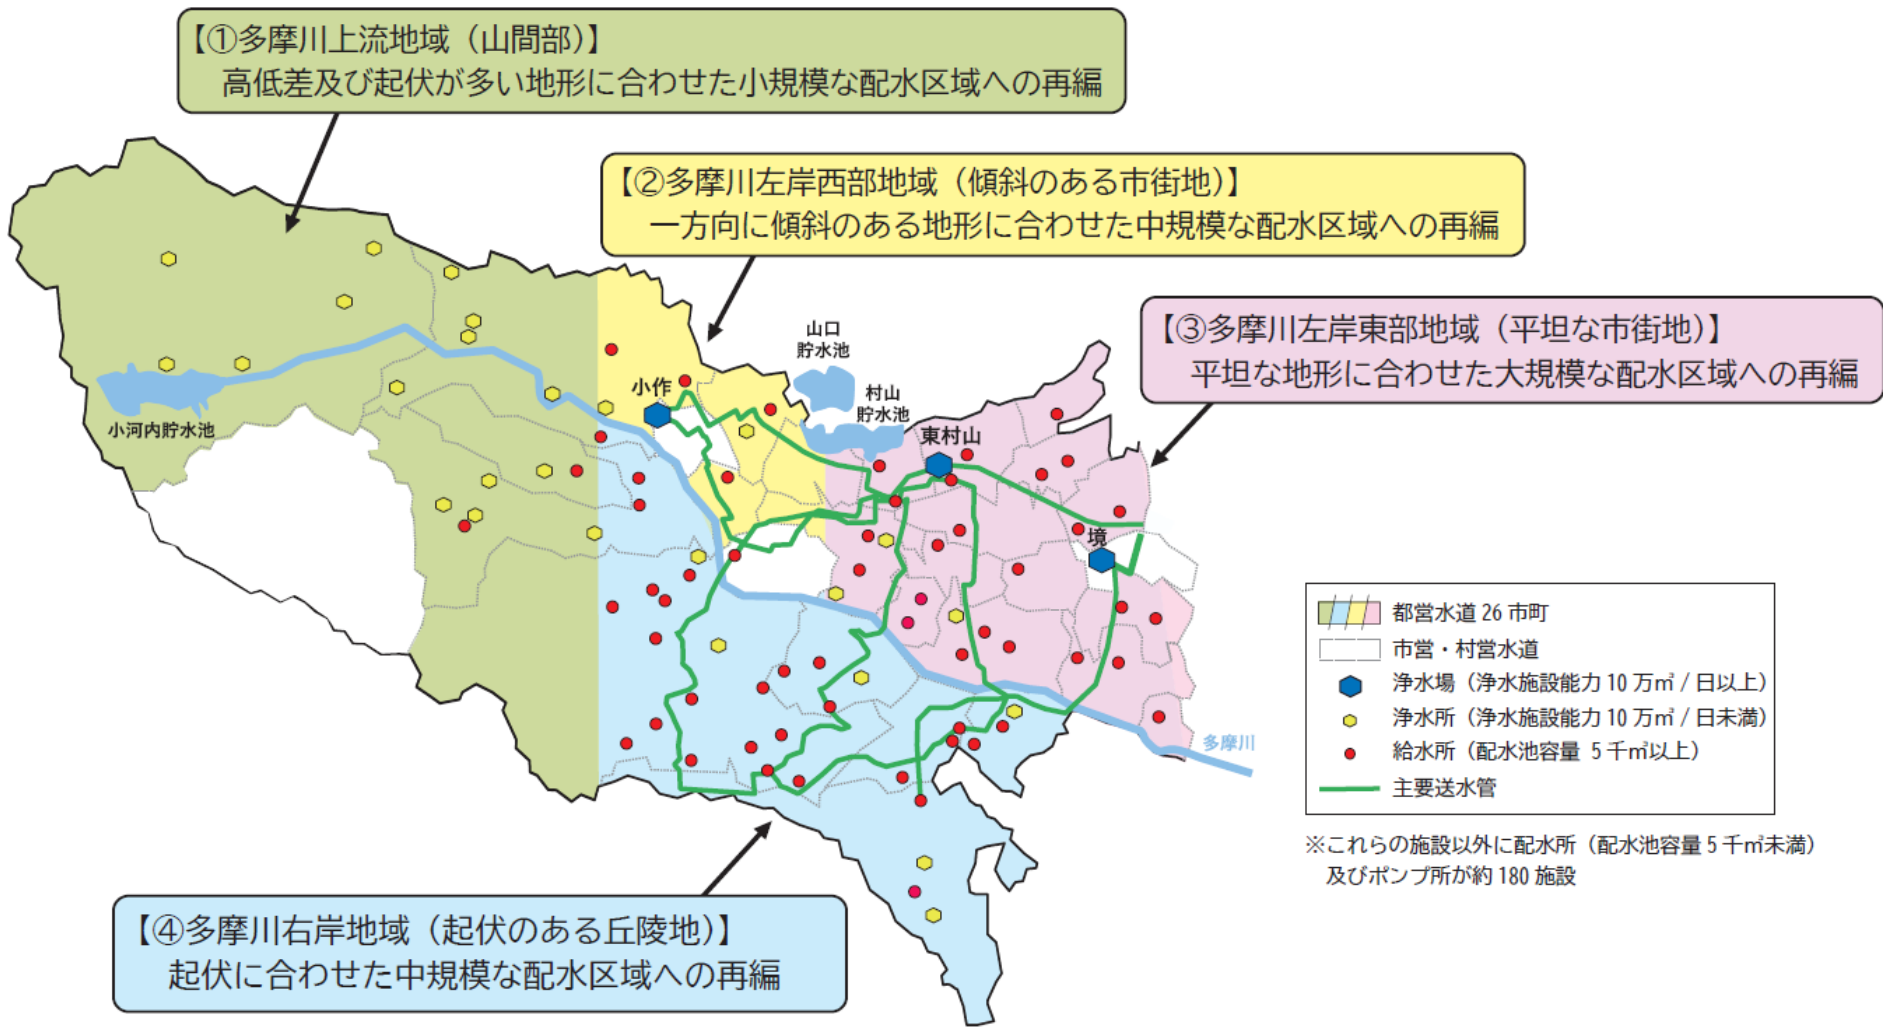 【①多摩川上流地域（山間部）】
高低差及び起伏が多い地形に合わせた小規模な配水区域への再編
【②多摩川左岸西部地域（傾斜のある市街地）】
一方向に傾斜のある地形に合わせた中規模な配水区域への再編
【③多摩川左岸東部地域（平坦な市街地）】
平坦な地形に合わせた大規模な配水区域への再編
山口
貯水池
村山
貯水池
小作
東村山
小河内貯水池
境
多摩川
都営水道 26 市町
市営・村営水道
浄水場（浄水施設能力 10 万㎥ / 日以上）
浄水所（浄水施設能力 10 万㎥ / 日未満）
給水所（配水池容量 5 千㎥以上）
主要送水管
※これらの施設以外に配水所（配水池容量 5 千㎥未満）
及びポンプ所が約 180 施設
【④多摩川右岸地域（起伏のある丘陵地）】
起伏に合わせた中規模な配水区域への再編